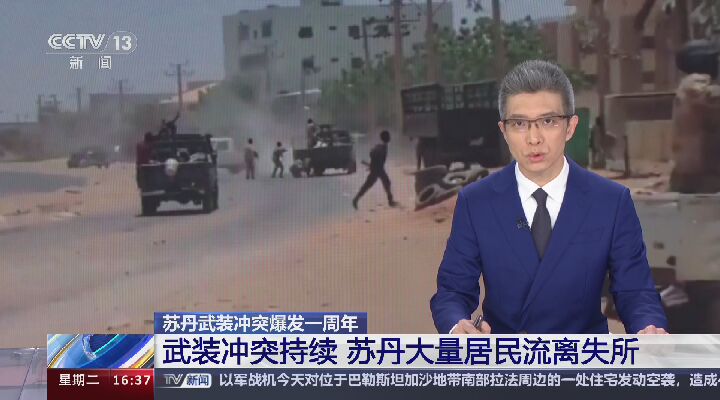 CCTV 13
新闻
苏丹武装冲突爆发一周年
武装冲突持续 苏丹大量居民流离失所
星期二 16:37 TV新闻 以军战机今天对位于巴勒斯坦加沙地带南部拉法周边的一处住宅发动空袭，造成